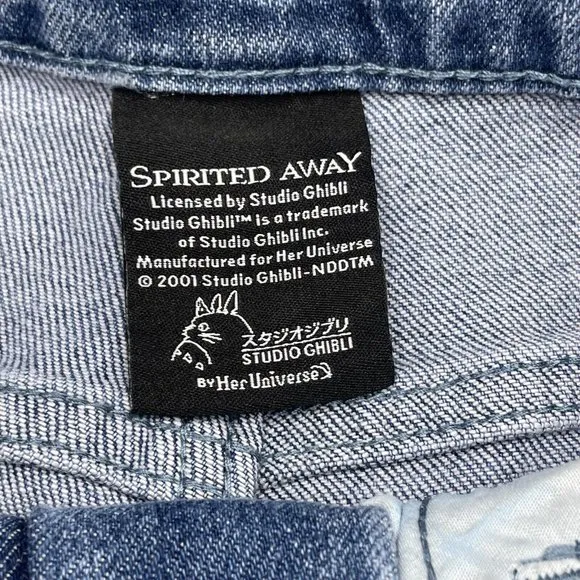 SPIRITED AWAY
Licensed by Studio Ghibli
Studio Ghibli™ is a trademark
of Studio Ghibli Inc.
Manufactured for Her Universe
© 2001 Studio Ghibli-NDDTM
スタジオジブリ
STUDIO GHIBLI
BY Her Universe